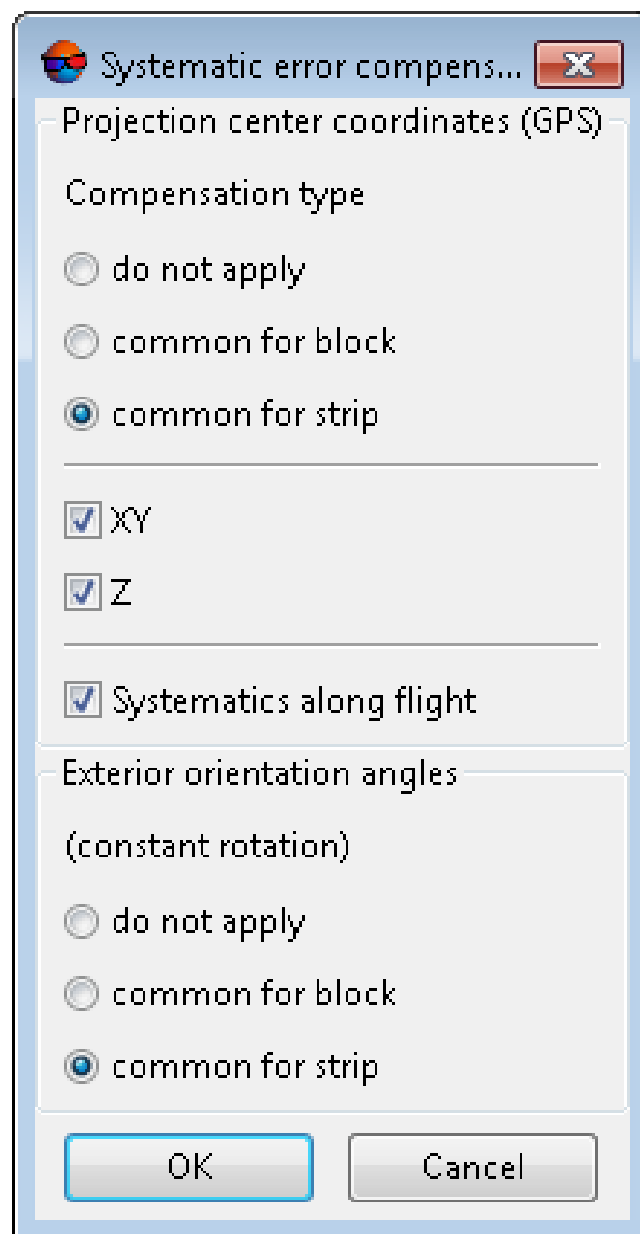 Systematic error compens...
Projection center coordinates (GPS)
Compensation type
do not apply
common for block
common for strip
XY
Z
Systematics along flight
Exterior orientation angles
(constant rotation)
do not apply
common for block
common for strip
OK
Cancel